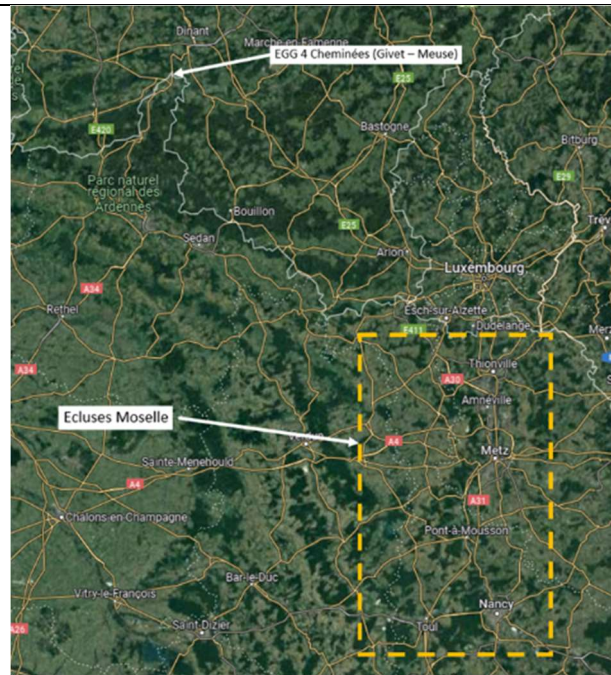 Dinant
Marche-en-Famenne
EGG 4 Cheminées (Givet – Meuse)
E25
E420
Bastogne
Bitburg
Parc naturel
régional des
Ardennes
E29
Bouillon
E25
Sedan
Arlon
Luxembourg
A34
Rethel
Esch-sur-Alzette
E411
Dudelange
A34
Thionville
A30
Amnéville
Ecluses Moselle
A4
Metz
Sainte-Menehould
A4
A31
Châlons-en-Champagne
Pont-à-Mousson
Bar-le-Duc
Vitry-le-François
Nancy
A26
Saint-Dizier
Toul